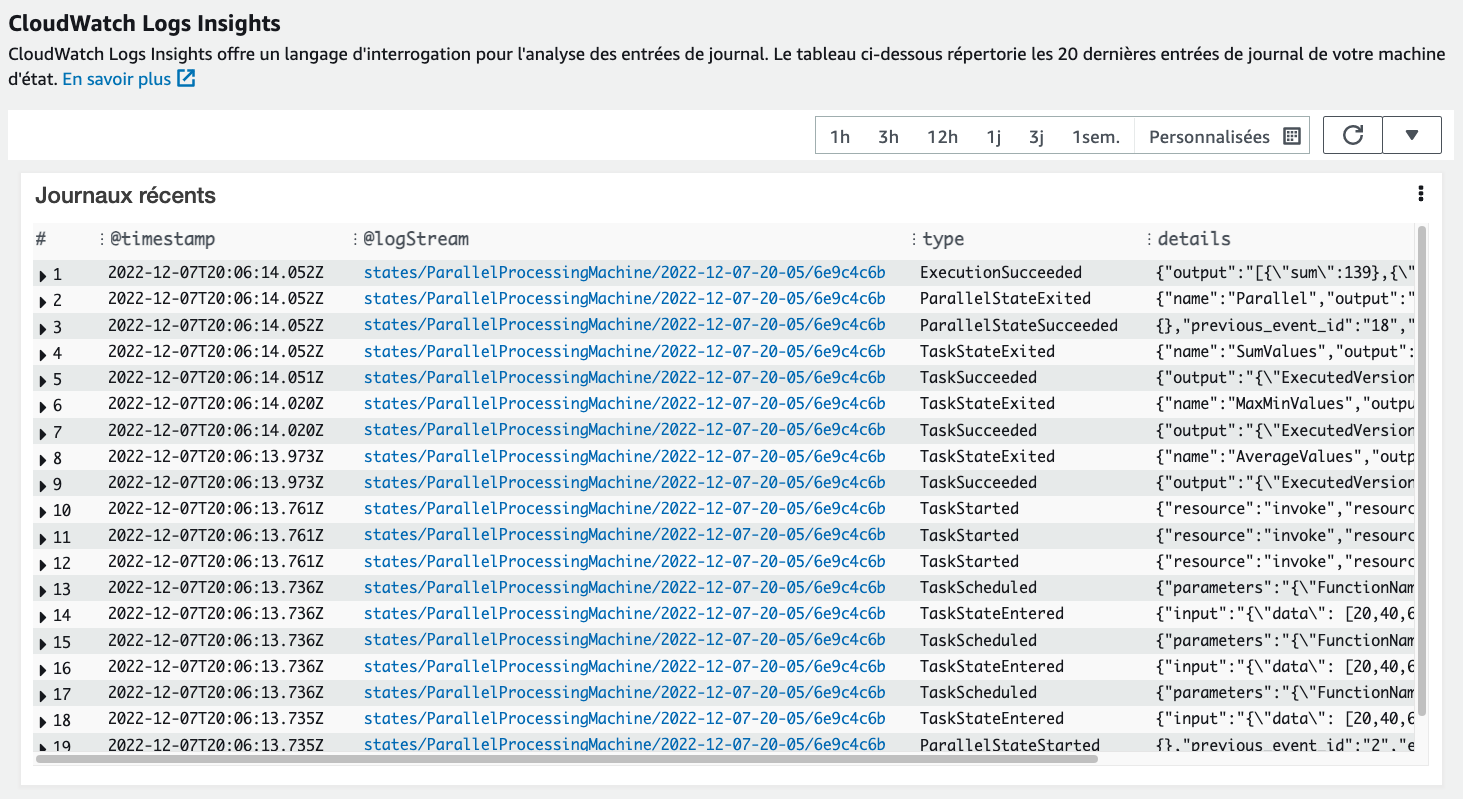 CloudWatch Logs Insights
CloudWatch Logs Insights offre un langage d'interrogation pour l'analyse des entrées de journal. Le tableau ci-dessous répertorie les 20 dernières entrées de journal de votre machine
d'état. En savoir plus
1h 3h 12h 1j 3j 1sem. Personnalisées
Journaux récents
# @timestamp @logStream type details
1 2022-12-07T20:06:14.052Z states/ParallelProcessingMachine/2022-12-07-20-05/6e9c4c6b ExecutionSucceeded {"output":"[{\"sum\":139},{\"
2 2022-12-07T20:06:14.052Z states/ParallelProcessingMachine/2022-12-07-20-05/6e9c4c6b ParallelStateExited {"name":"Parallel","output":"
3 2022-12-07T20:06:14.052Z states/ParallelProcessingMachine/2022-12-07-20-05/6e9c4c6b ParallelStateSucceeded {},"previous_event_id":"18","
4 2022-12-07T20:06:14.052Z states/ParallelProcessingMachine/2022-12-07-20-05/6e9c4c6b TaskStateExited {"name":"SumValues","output":
5 2022-12-07T20:06:14.051Z states/ParallelProcessingMachine/2022-12-07-20-05/6e9c4c6b TaskSucceeded {"output":"{\"ExecutedVersion
6 2022-12-07T20:06:14.020Z states/ParallelProcessingMachine/2022-12-07-20-05/6e9c4c6b TaskStateExited {"name":"MaxMinValues","outpu
7 2022-12-07T20:06:14.020Z states/ParallelProcessingMachine/2022-12-07-20-05/6e9c4c6b TaskSucceeded {"output":"{\"ExecutedVersion
8 2022-12-07T20:06:13.973Z states/ParallelProcessingMachine/2022-12-07-20-05/6e9c4c6b TaskStateExited {"name":"AverageValues","outp
9 2022-12-07T20:06:13.973Z states/ParallelProcessingMachine/2022-12-07-20-05/6e9c4c6b TaskSucceeded {"output":"{\"ExecutedVersion
10 2022-12-07T20:06:13.761Z states/ParallelProcessingMachine/2022-12-07-20-05/6e9c4c6b TaskStarted {"resource":"invoke","resourc
11 2022-12-07T20:06:13.761Z states/ParallelProcessingMachine/2022-12-07-20-05/6e9c4c6b TaskStarted {"resource":"invoke","resourc
12 2022-12-07T20:06:13.761Z states/ParallelProcessingMachine/2022-12-07-20-05/6e9c4c6b TaskStarted {"resource":"invoke","resourc
13 2022-12-07T20:06:13.736Z states/ParallelProcessingMachine/2022-12-07-20-05/6e9c4c6b TaskScheduled {"parameters":"{\"FunctionNam
14 2022-12-07T20:06:13.736Z states/ParallelProcessingMachine/2022-12-07-20-05/6e9c4c6b TaskStateEntered {"input":"{\"data\": [20,40,6
15 2022-12-07T20:06:13.736Z states/ParallelProcessingMachine/2022-12-07-20-05/6e9c4c6b TaskScheduled {"parameters":"{\"FunctionNam
16 2022-12-07T20:06:13.736Z states/ParallelProcessingMachine/2022-12-07-20-05/6e9c4c6b TaskStateEntered {"input":"{\"data\": [20,40,6
17 2022-12-07T20:06:13.736Z states/ParallelProcessingMachine/2022-12-07-20-05/6e9c4c6b TaskScheduled {"parameters":"{\"FunctionNam
18 2022-12-07T20:06:13.735Z states/ParallelProcessingMachine/2022-12-07-20-05/6e9c4c6b TaskStateEntered {"input":"{\"data\": [20,40,6
19 2022-12-07T20:06:13.735Z states/ParallelProcessingMachine/2022-12-07-20-05/6e9c4c6b ParallelStateStarted {},"previous_event_id":"2","e